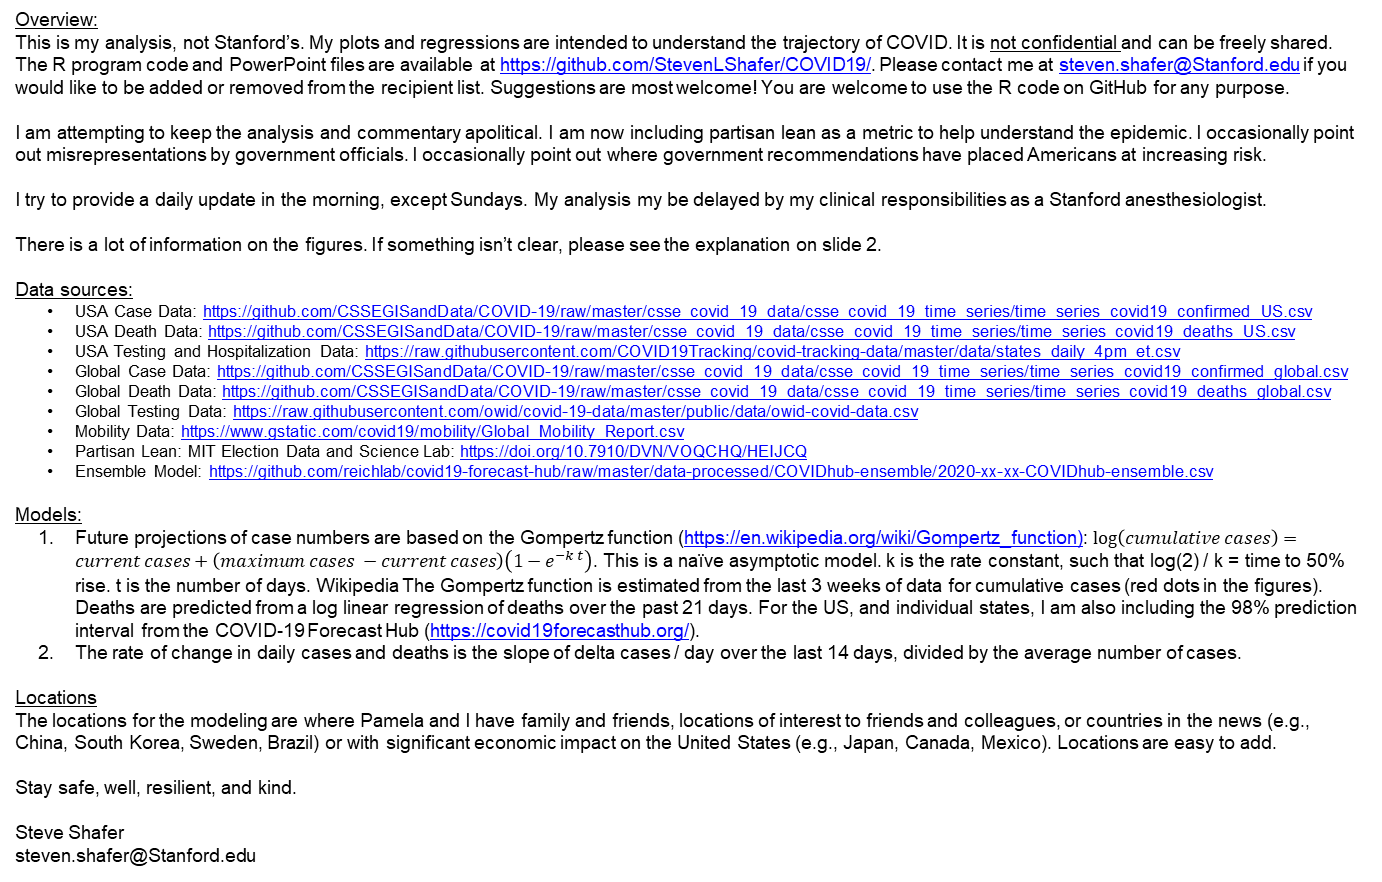 Overview:
This is my analysis, not Stanford's. My plots and regressions are intended to understand the trajectory of COVID. It is not confidential and can be freely shared.
The R program code and PowerPoint files are available at https://github.com/StevenLShafer/COVID19/. Please contact me at steven.shafer@Stanford.edu if you
would like to be added or removed from the recipient list. Suggestions are most welcome! You are welcome to use the R code on GitHub for any purpose.
I am attempting to keep the analysis and commentary apolitical. I am now including partisan lean as a metric to help understand the epidemic. I occasionally point
out misrepresentations by government officials. I occasionally point out where government recommendations have placed Americans at increasing risk.
I try to provide a daily update in the morning, except Sundays. My analysis my be delayed by my clinical responsibilities as a Stanford anesthesiologist.
There is a lot of information on the figures. If something isn't clear, please see the explanation on slide 2.
Data sources:
• USA Case Data: https://github.com/CSSEGISandData/COVID-19/raw/master/csse_covid_19_data/csse_covid_19_time_series/time_series_covid19_confirmed_US.csv
• USA Death Data: https://github.com/CSSEGISandData/COVID-19/raw/master/csse_covid_19_data/csse_covid_19_time_series/time_series_covid19_deaths_US.csv
• USA Testing and Hospitalization Data: https://raw.githubusercontent.com/COVID19Tracking/covid-tracking-data/master/data/states_daily_4pm_et.csv
• Global Case Data: https://github.com/CSSEGISandData/COVID-19/raw/master/csse_covid_19_data/csse_covid_19_time_series/time_series_covid19_confirmed_global.csv
• Global Death Data: https://github.com/CSSEGISandData/COVID-19/raw/master/csse_covid_19_data/csse_covid_19_time_series/time_series_covid19_deaths_global.csv
• Global Testing Data: https://raw.githubusercontent.com/owid/covid-19-data/master/public/data/owid-covid-data.csv
• Mobility Data: https://www.gstatic.com/covid19/mobility/Global_Mobility_Report.csv
• Partisan Lean: MIT Election Data and Science Lab: https://doi.org/10.7910/DVN/VOQCHQ/HEIJCQ
• Ensemble Model: https://github.com/reichlab/covid19-forecast-hub/raw/master/data-processed/COVIDhub-ensemble/2020-xx-xx-COVIDhub-ensemble.csv
Models:
1. Future projections of case numbers are based on the Gompertz function (https://en.wikipedia.org/wiki/Gompertz_function): log(cumulative cases) =
current cases + (maximum cases − current cases)(1 − e^{−k t}). This is a naïve asymptotic model. k is the rate constant, such that log(2) / k = time to 50%
rise. t is the number of days. Wikipedia The Gompertz function is estimated from the last 3 weeks of data for cumulative cases (red dots in the figures).
Deaths are predicted from a log linear regression of deaths over the past 21 days. For the US, and individual states, I am also including the 98% prediction
interval from the COVID-19 Forecast Hub (https://covid19forecasthub.org/).
2. The rate of change in daily cases and deaths is the slope of delta cases / day over the last 14 days, divided by the average number of cases.
Locations
The locations for the modeling are where Pamela and I have family and friends, locations of interest to friends and colleagues, or countries in the news (e.g.,
China, South Korea, Sweden, Brazil) or with significant economic impact on the United States (e.g., Japan, Canada, Mexico). Locations are easy to add.
Stay safe, well, resilient, and kind.
Steve Shafer
steven.shafer@Stanford.edu